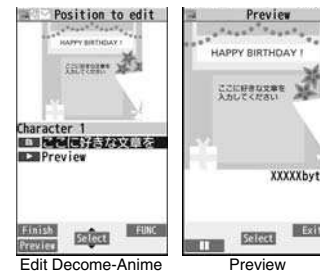 Position to edit
HAPPY BIRTHDAY !
ここに好きな文章を
入力してください
Character 1
ここに好きな文章を
Preview
Finish
Select
FUNC
Preview
Edit Decome-Anime
Preview
HAPPY BIRTHDAY !
ここに好きな文章を
入力してください
XXXXXbyt
Select
Exit
Preview